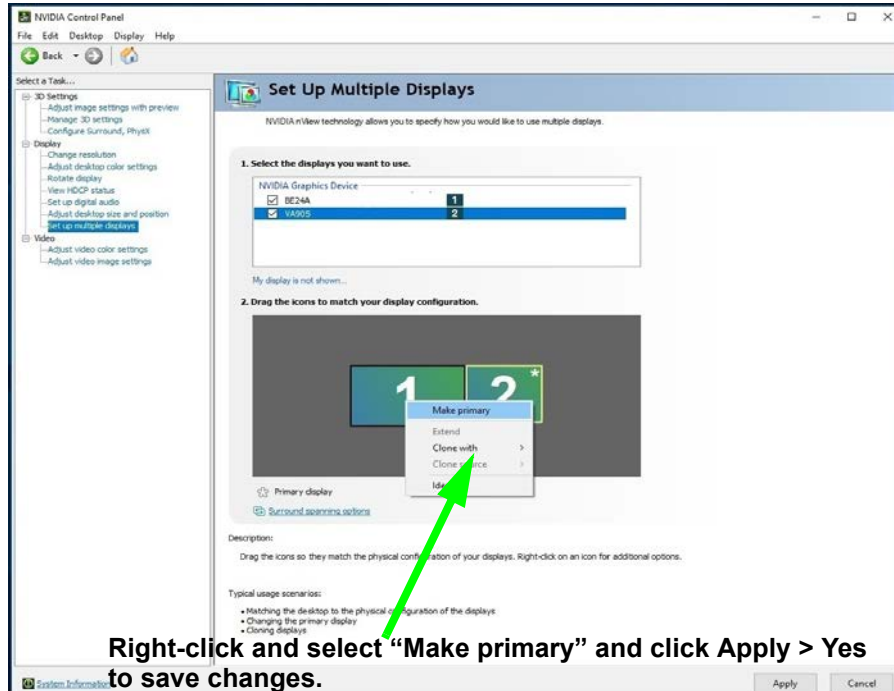 NVIDIA Control Panel
File Edit Desktop Display Help
Back
Select a Task...
3D Settings
Adjust image settings with preview
Manage 3D settings
Configure Surround, PhysX
Display
Change resolution
Adjust desktop color settings
Rotate display
View HDCP status
Set up digital audio
Adjust desktop size and position
Set up multiple displays
Video
Adjust video color settings
Adjust video image settings
System Information
Set Up Multiple Displays
NVIDIA nView technology allows you to specify how you would like to use multiple displays.
1. Select the displays you want to use.
NVIDIA Graphics Device
BE24A 1
VA905 2
My display is not shown...
2. Drag the icons to match your display configuration.
1 2
Make primary
Extend
Clone with
Clone source
Primary display
Surround spanning options
Description:
Drag the icons so they match the physical configuration of your displays. Right-click on an icon for additional options.
Typical usage scenarios:
• Matching the desktop to the physical configuration of the displays
• Changing the primary display
• Cloning displays
Right-click and select “Make primary” and click Apply > Yes
to save changes.
Apply Cancel